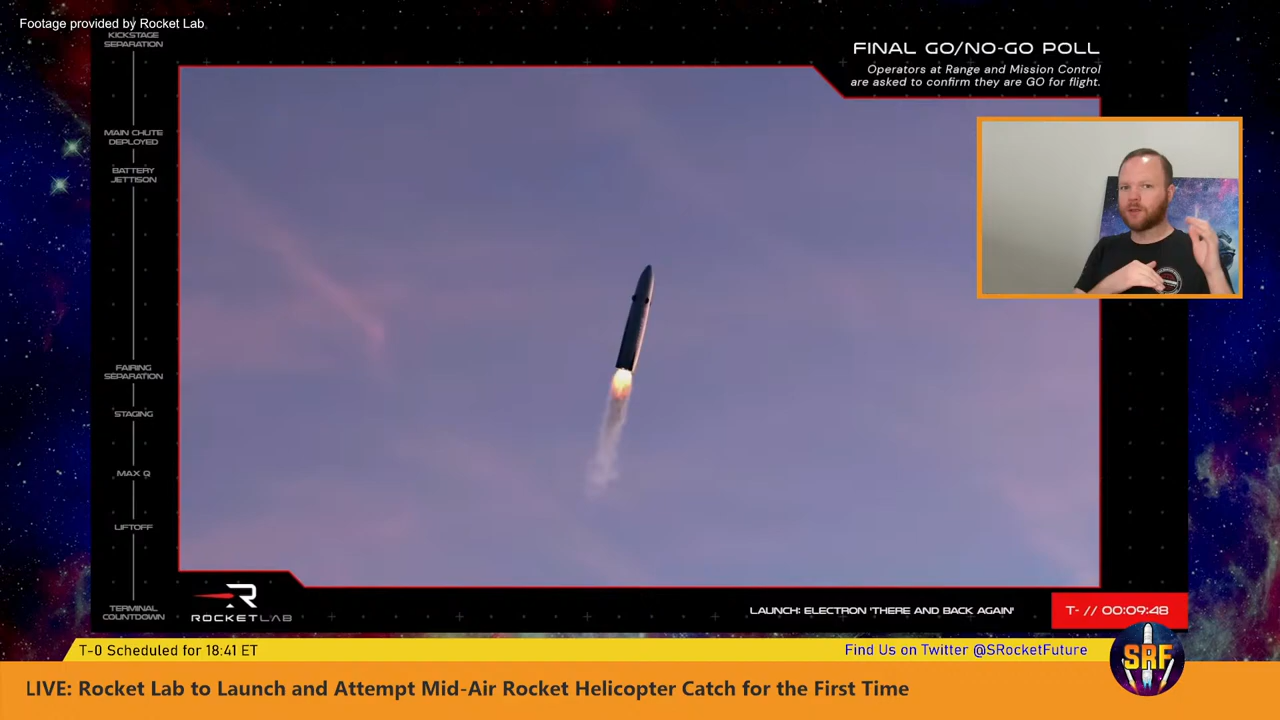 Footage provided by Rocket Lab
KICKSTAGE
SEPARATION
FINAL GO/NO-GO POLL
Operators at Range and Mission Control
are asked to confirm they are GO for flight.
MAIN CHUTE
DEPLOYED
BATTERY
JETTISON
FAIRING
SEPARATION
STAGING
MAX Q
LIFTOFF
TERMINAL
COUNTDOWN
ROCKETLAB
LAUNCH: ELECTRON 'THERE AND BACK AGAIN'
T- // 00:09:48
T-0 Scheduled for 18:41 ET
Find Us on Twitter @SRocketFuture
SRF
LIVE: Rocket Lab to Launch and Attempt Mid-Air Rocket Helicopter Catch for the First Time